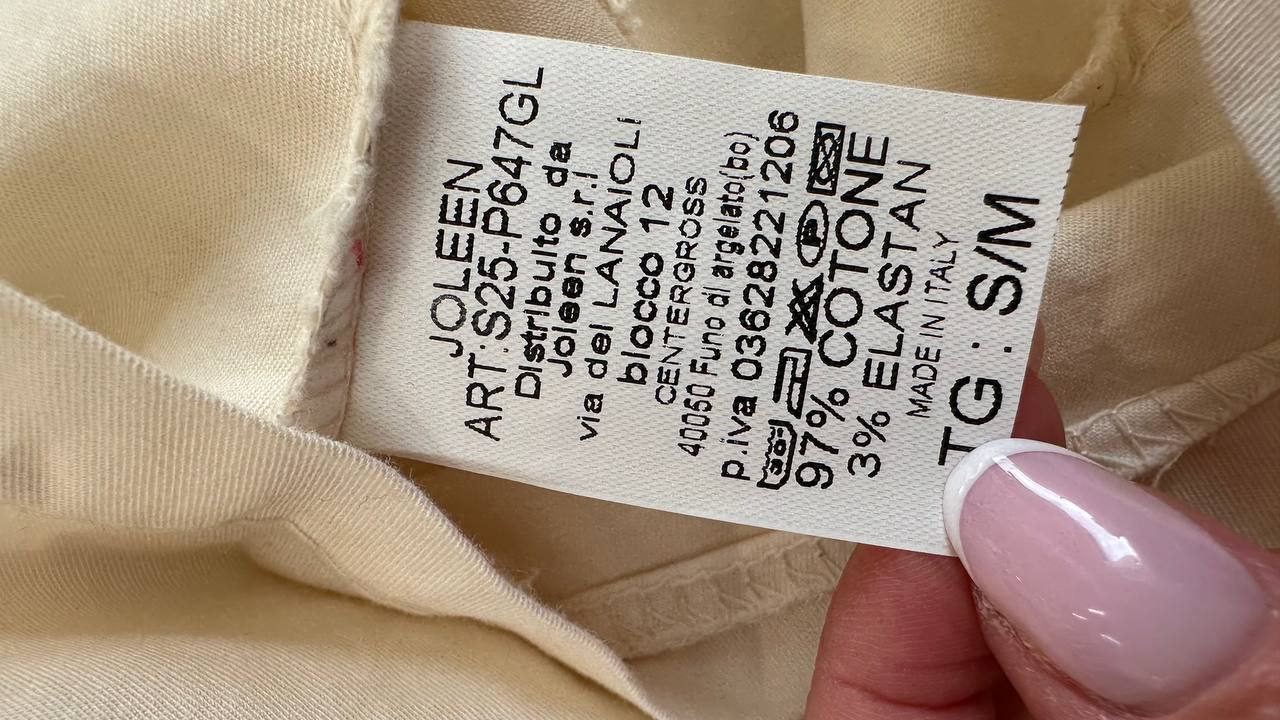 JOLEEN
ART:S25-P647GL
Distribuito da
Joleen s.r.l
via dei LANAIOLI
blocco 12
CENTERGROSS
40050 Funo di argelato(bo)
p.iva 03628221206
97% COTONE
3% ELASTAN
MADE IN ITALY
TG: S/M